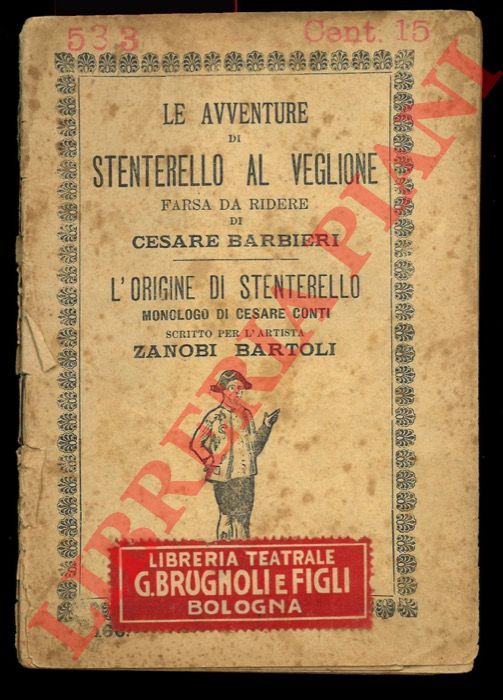 533 Cent. 15
LE AVVENTURE
DI
STENTERELLO AL VEGLIONE
FARSA DA RIDERE
DI
CESARE BARBIERI
L'ORIGINE DI STENTERELLO
MONOLOGO DI CESARE CONTI
SCRITTO PER L'ARTISTA
ZANOBI BARTOLI
LIBRERIA TEATRALE
G. BRUGNOLI E FIGLI
BOLOGNA
LIBRERIA PIANI